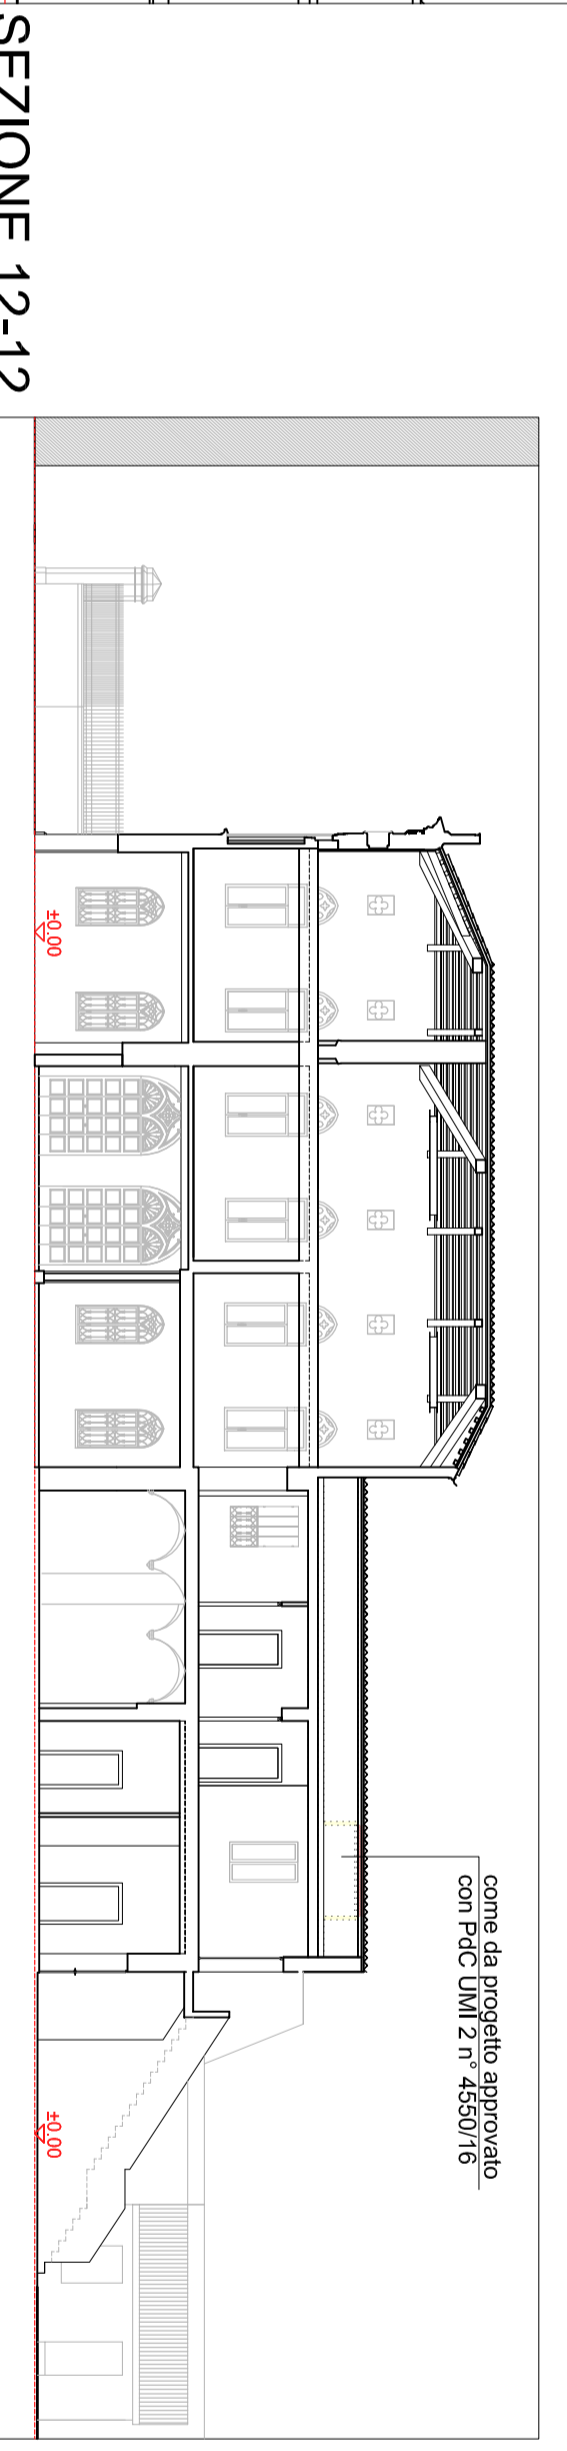 SEZIONE 12-12
±0.00
come da progetto approvato
con PdC UMI 2 n° 4550/16
±0.00